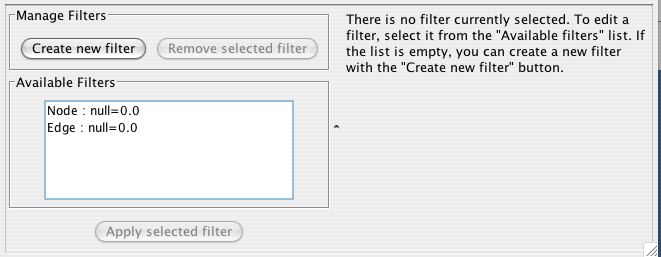 Manage Filters
Create new filter
Remove selected filter
Available Filters
Node : null=0.0
Edge : null=0.0
Apply selected filter
There is no filter currently selected. To edit a
filter, select it from the "Available filters" list. If
the list is empty, you can create a new filter
with the "Create new filter" button.